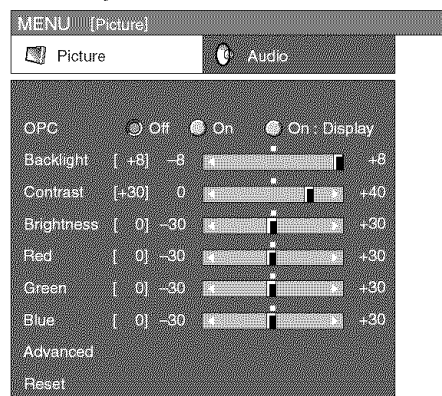 MENU [Picture]
Picture Audio
OPC Off On On : Display
Backlight [ +8] –8 +8
Contrast [+30] 0 +40
Brightness [ 0] –30 +30
Red [ 0] –30 +30
Green [ 0] –30 +30
Blue [ 0] –30 +30
Advanced
Reset